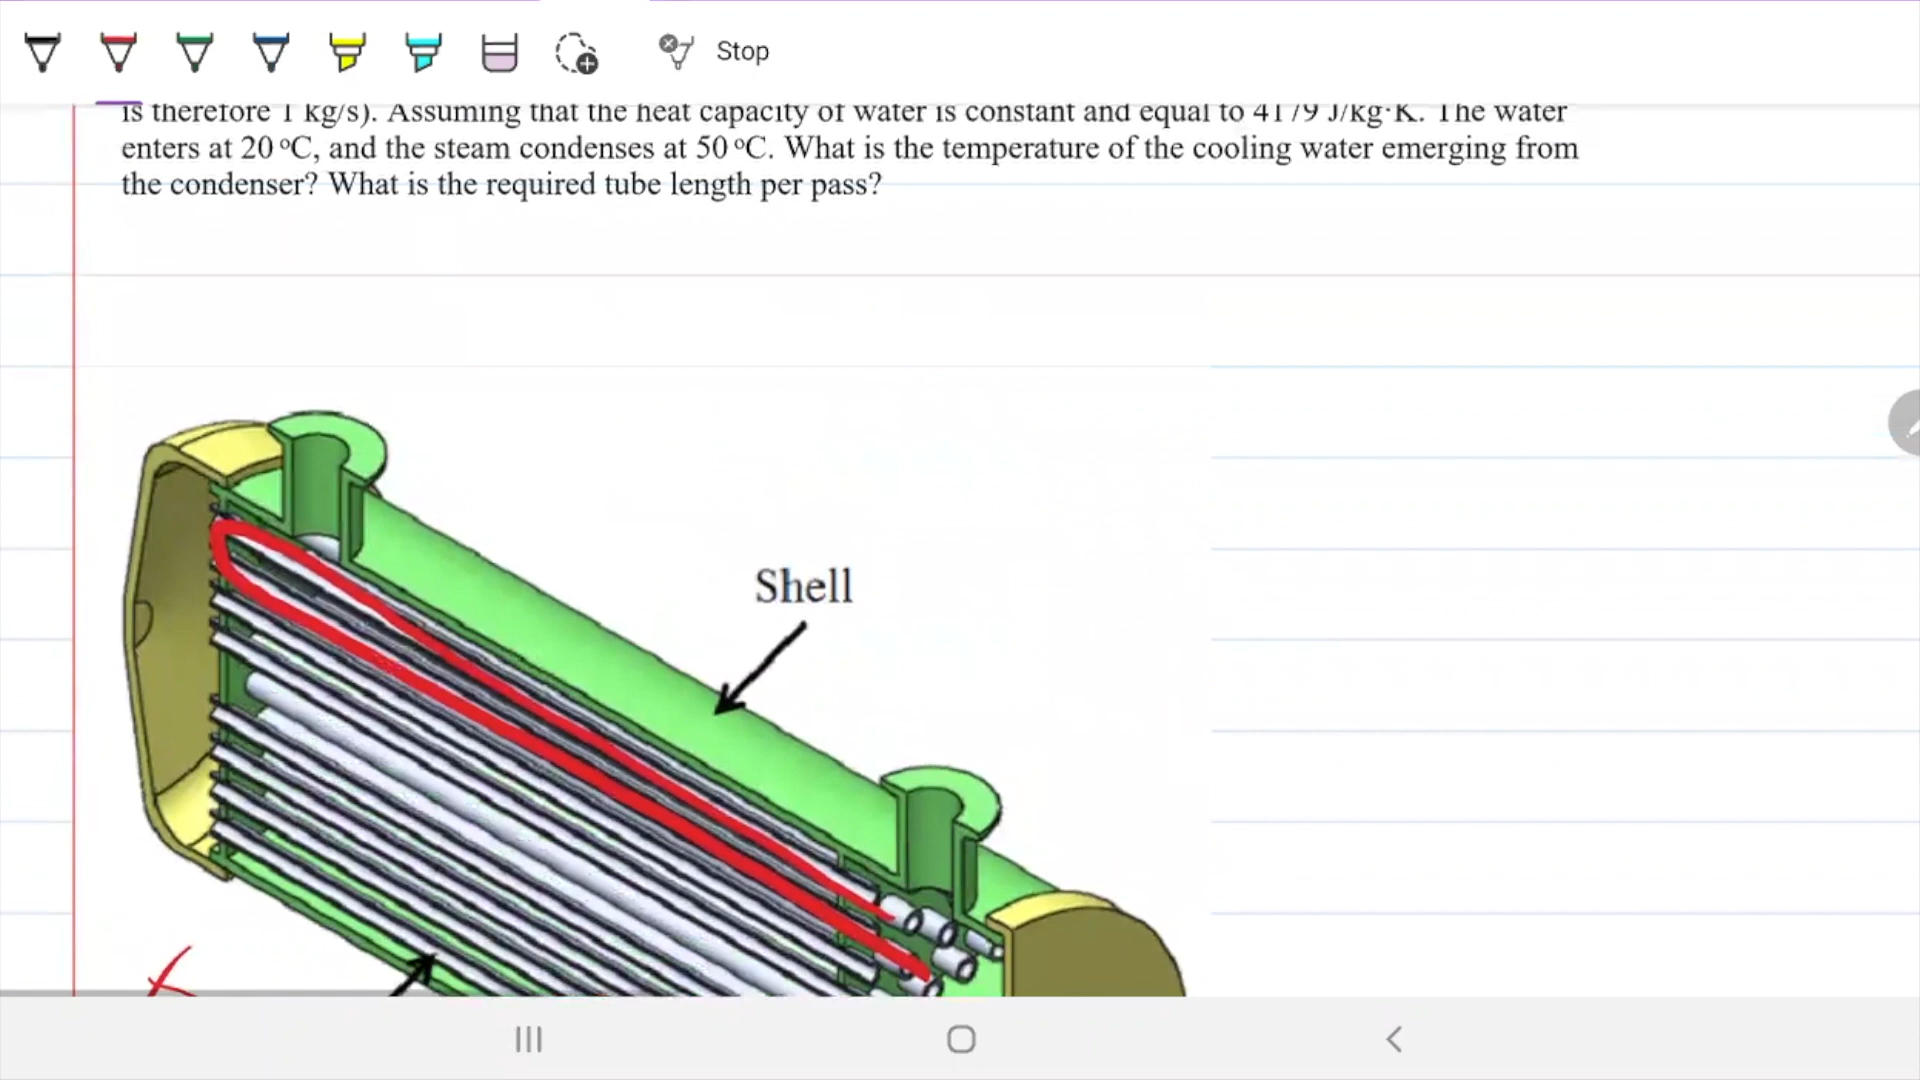 Stop
is therefore 1 kg/s). Assuming that the heat capacity of water is constant and equal to 4179 J/kg·K. The water
enters at 20 °C, and the steam condenses at 50 °C. What is the temperature of the cooling water emerging from
the condenser? What is the required tube length per pass?
Shell